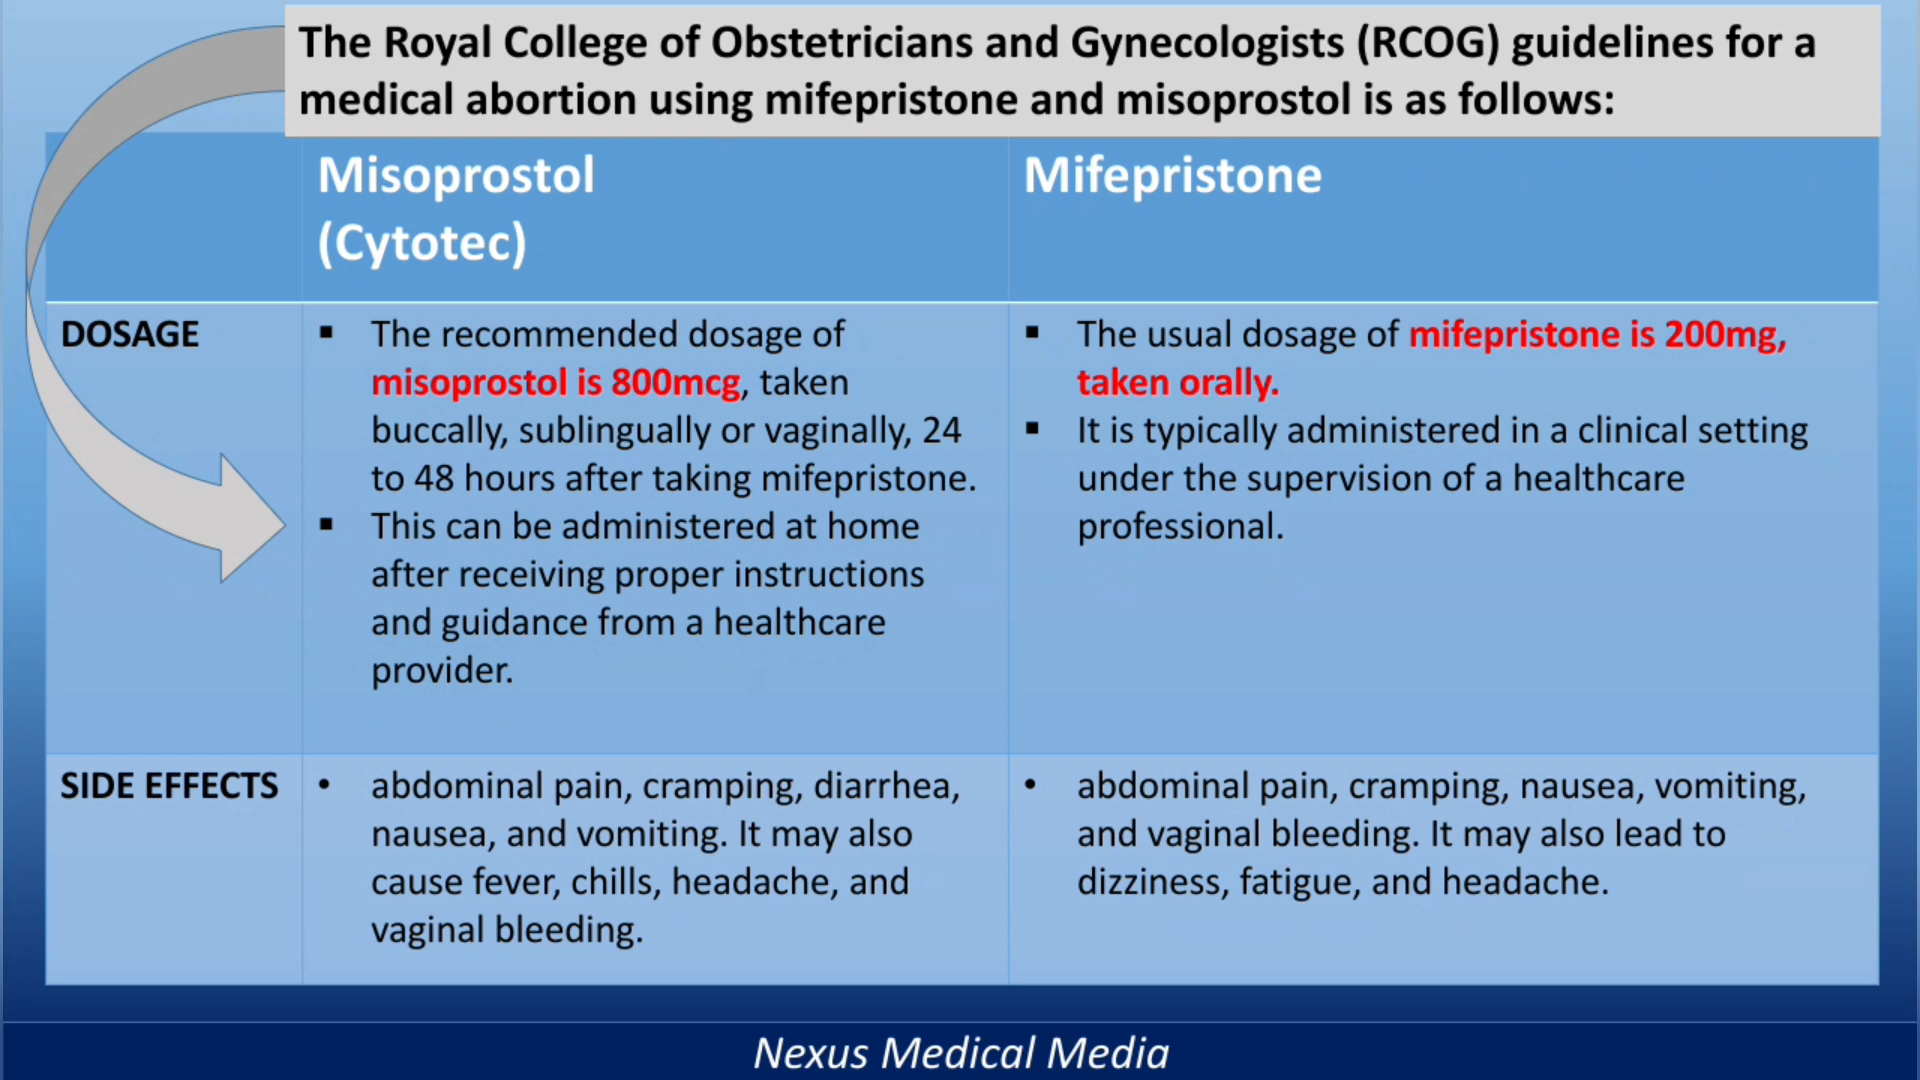 The Royal College of Obstetricians and Gynecologists (RCOG) guidelines for a
medical abortion using mifepristone and misoprostol is as follows:
Misoprostol
(Cytotec)
Mifepristone
DOSAGE
▪ The recommended dosage of
misoprostol is 800mcg, taken
buccally, sublingually or vaginally, 24
to 48 hours after taking mifepristone.
▪ This can be administered at home
after receiving proper instructions
and guidance from a healthcare
provider.
▪ The usual dosage of mifepristone is 200mg,
taken orally.
▪ It is typically administered in a clinical setting
under the supervision of a healthcare
professional.
SIDE EFFECTS
• abdominal pain, cramping, diarrhea,
nausea, and vomiting. It may also
cause fever, chills, headache, and
vaginal bleeding.
• abdominal pain, cramping, nausea, vomiting,
and vaginal bleeding. It may also lead to
dizziness, fatigue, and headache.
Nexus Medical Media